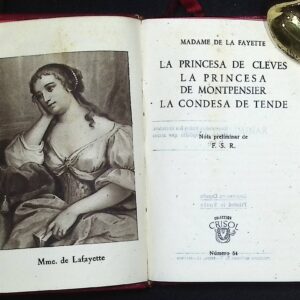 Mme. de Lafayette
MADAME DE LA FAYETTE
LA PRINCESA DE CLEVES
LA PRINCESA
DE MONTPENSIER
LA CONDESA DE TENDE
Nota preliminar de
F. S. R.
COLECCIÓN
CRISOL
Número 64